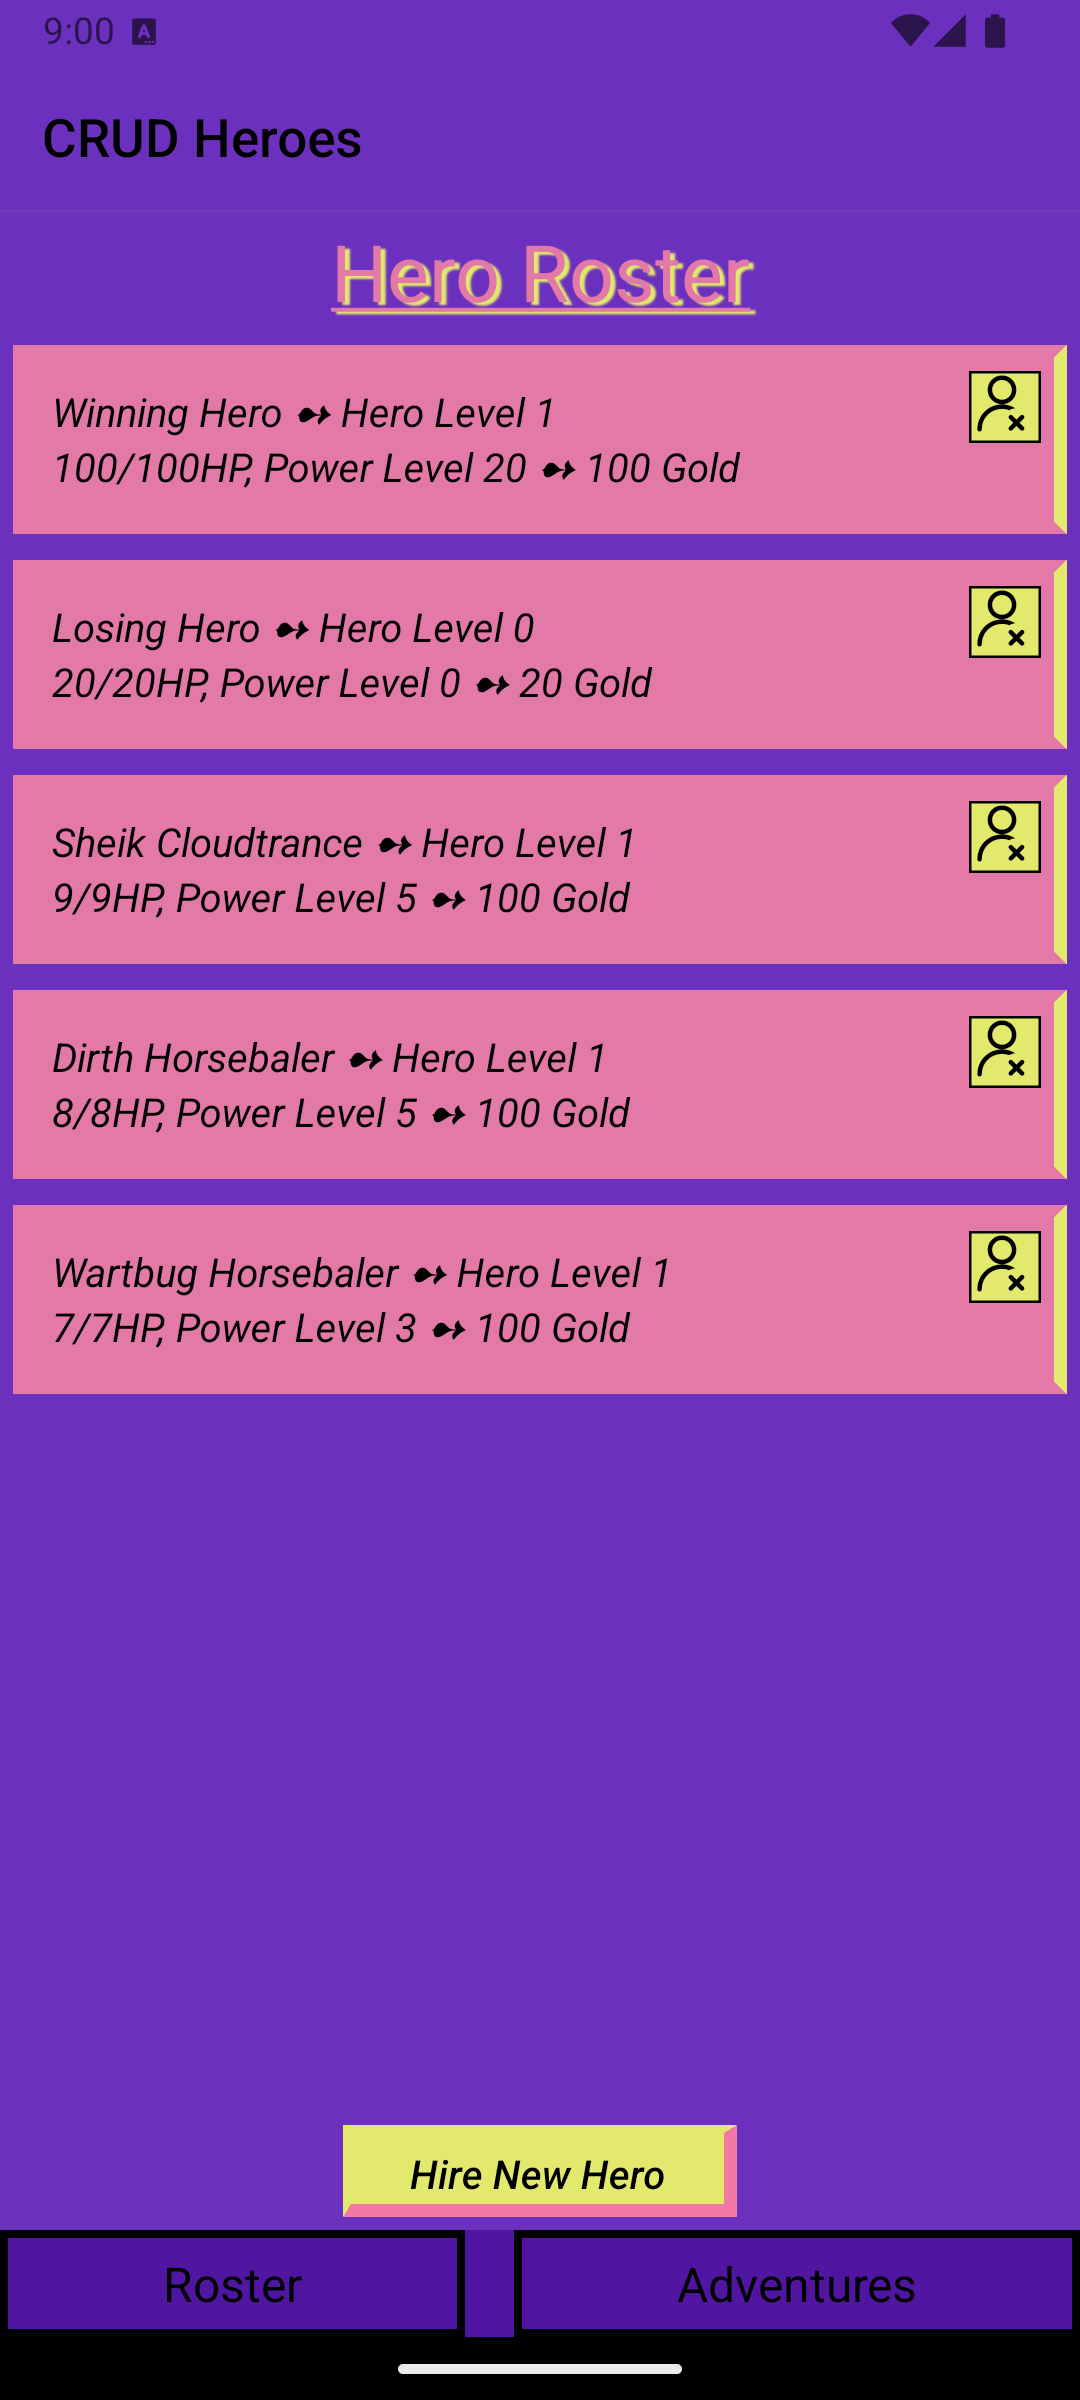 9:00
CRUD Heroes
Hero Roster
Winning Hero ➻ Hero Level 1
100/100HP, Power Level 20 ➻ 100 Gold
Losing Hero ➻ Hero Level 0
20/20HP, Power Level 0 ➻ 20 Gold
Sheik Cloudtrance ➻ Hero Level 1
9/9HP, Power Level 5 ➻ 100 Gold
Dirth Horsebaler ➻ Hero Level 1
8/8HP, Power Level 5 ➻ 100 Gold
Wartbug Horsebaler ➻ Hero Level 1
7/7HP, Power Level 3 ➻ 100 Gold
Hire New Hero
Roster
Adventures